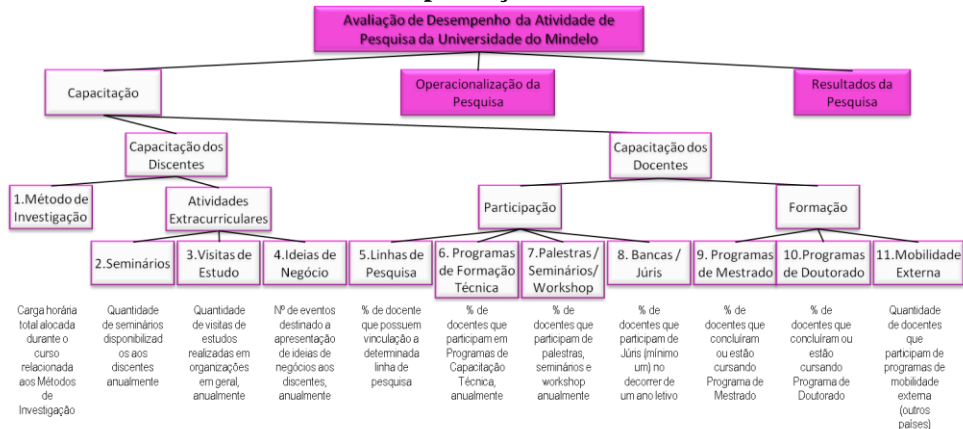 Avaliação de Desempenho da Atividade de
Pesquisa da Universidade do Mindelo
Capacitação
Operacionalização da
Pesquisa
Resultados da
Pesquisa
Capacitação dos
Discentes
Capacitação dos
Docentes
1.Método de
Investigação
Atividades
Extracurriculares
Participação
Formação
2.Seminários
3.Visitas de
Estudo
4.Ideias de
Negócio
5.Linhas de
Pesquisa
6. Programas
de Formação
Técnica
7.Palestras /
Seminários/
Workshop
8. Bancas /
Júris
9. Programas
de Mestrado
10.Programas
de Doutorado
11.Mobilidade
Externa
Carga horária
total alocada
durante o
curso
relacionada
aos Métodos
de
Investigação
Quantidade
de seminários
disponibilizad
os aos
discentes
anualmente
Quantidade
de visitas de
estudos
realizadas em
organizações
em geral,
anualmente
Nº de eventos
destinado a
apresentação
de ideias de
negócios aos
discentes,
anualmente
% de docente
que possuem
vinculação a
determinada
linha de
pesquisa
% de
docentes que
participam em
Programas de
Capacitação
Técnica,
anualmente
% de
docentes que
participam de
palestras,
seminários e
workshop
anualmente
% de
docentes que
participam de
Júris (mínimo
um) no
decorrer de
um ano letivo
% de
docentes que
concluíram
ou estão
cursando
Programa de
Mestrado
% de
docentes que
concluíram ou
estão
cursando
Programa de
Doutorado
Quantidade
de docentes
que
participam de
programas de
mobilidade
externa
(outros
países)